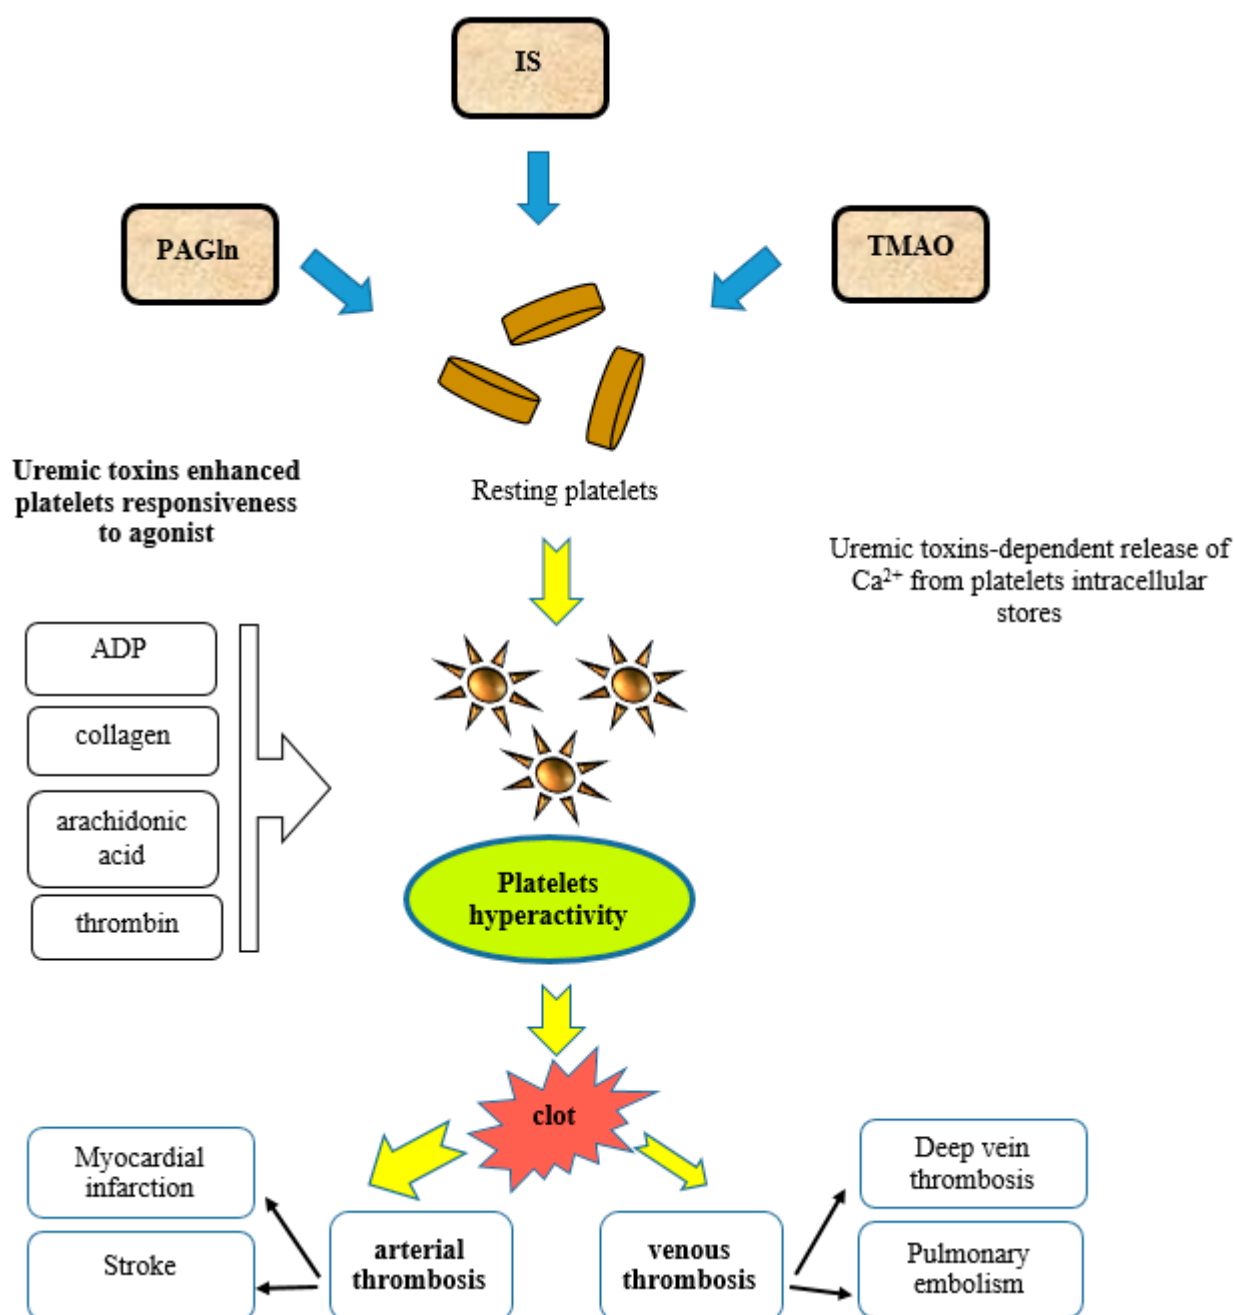 IS
PAGln
TMAO
Resting platelets
Uremic toxins enhanced
platelets responsiveness
to agonist
Uremic toxins-dependent release of
Ca²⁺ from platelets intracellular
stores
ADP
collagen
arachidonic
acid
thrombin
Platelets
hyperactivity
clot
Myocardial
infarction
Stroke
arterial
thrombosis
venous
thrombosis
Deep vein
thrombosis
Pulmonary
embolism